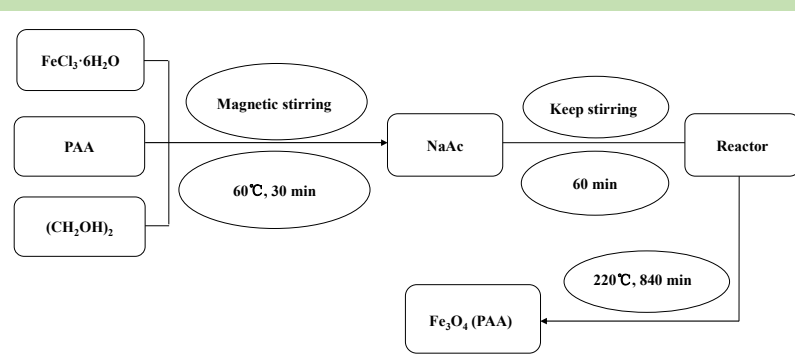 FeCl₃·6H₂O
Magnetic stirring
Keep stirring
PAA
NaAc
Reactor
60℃, 30 min
60 min
(CH₂OH)₂
220℃, 840 min
Fe₃O₄ (PAA)